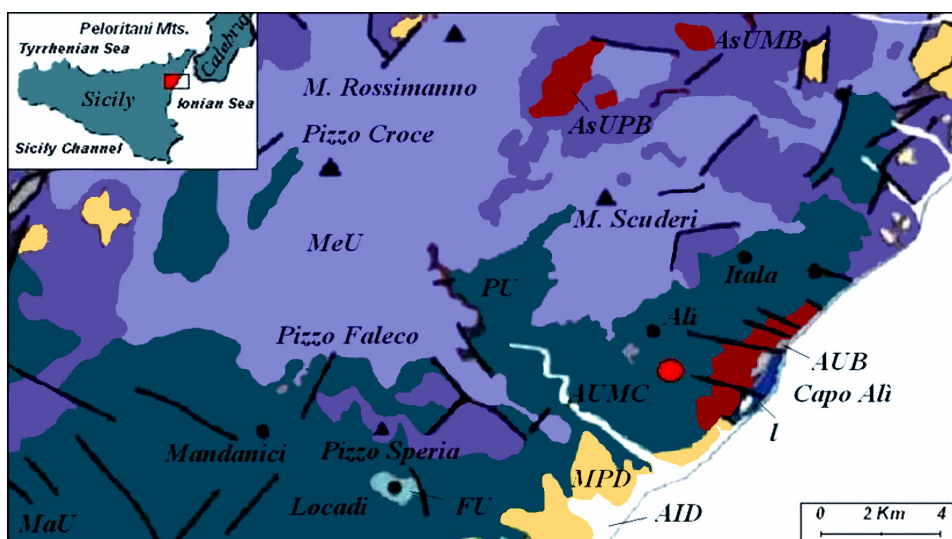 Peloritani Mts.
Tyrrhenian Sea
Calabria
Sicily
Ionian Sea
Sicily Channel
AsUMB
M. Rossimanno
AsUPB
Pizzo Croce
M. Scuderi
MeU
Itala
PU
Alì
Pizzo Faleco
AUB
AUMC
Capo Alì
l
Mandanici
Pizzo Speria
MPD
Locadi
FU
AID
MaU
0 2 Km 4